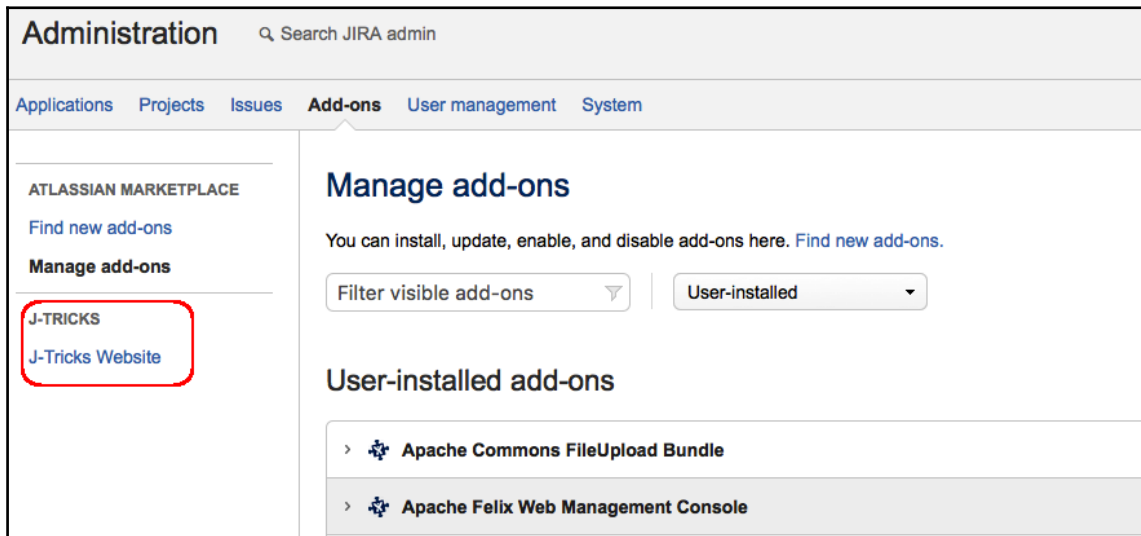 Administration Search JIRA admin
Applications Projects Issues Add-ons User management System
ATLASSIAN MARKETPLACE
Find new add-ons
Manage add-ons
J-TRICKS
J-Tricks Website
Manage add-ons
You can install, update, enable, and disable add-ons here. Find new add-ons.
Filter visible add-ons User-installed
User-installed add-ons
Apache Commons FileUpload Bundle
Apache Felix Web Management Console